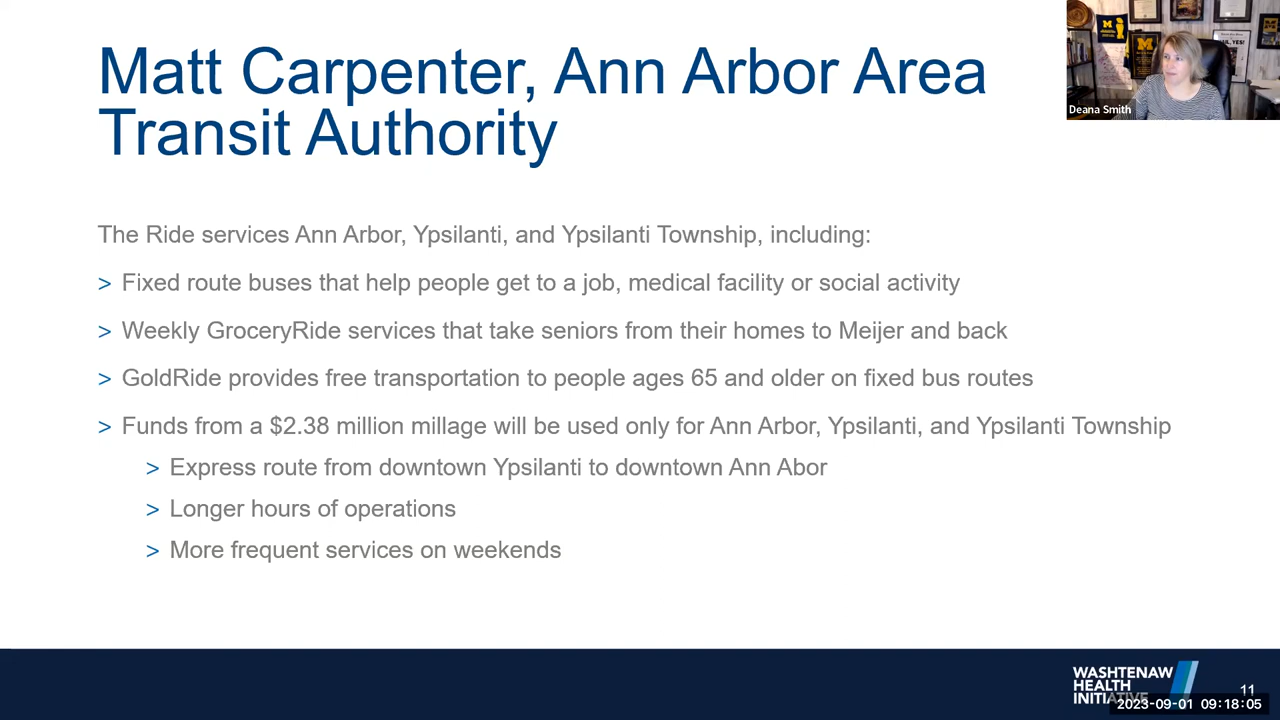 Matt Carpenter, Ann Arbor Area
Transit Authority
Deana Smith
The Ride services Ann Arbor, Ypsilanti, and Ypsilanti Township, including:
> Fixed route buses that help people get to a job, medical facility or social activity
> Weekly GroceryRide services that take seniors from their homes to Meijer and back
> GoldRide provides free transportation to people ages 65 and older on fixed bus routes
> Funds from a $2.38 million millage will be used only for Ann Arbor, Ypsilanti, and Ypsilanti Township
> Express route from downtown Ypsilanti to downtown Ann Abor
> Longer hours of operations
> More frequent services on weekends
WASHTENAW
HEALTH
INITIATIVE
11
2023-09-01 09:18:05